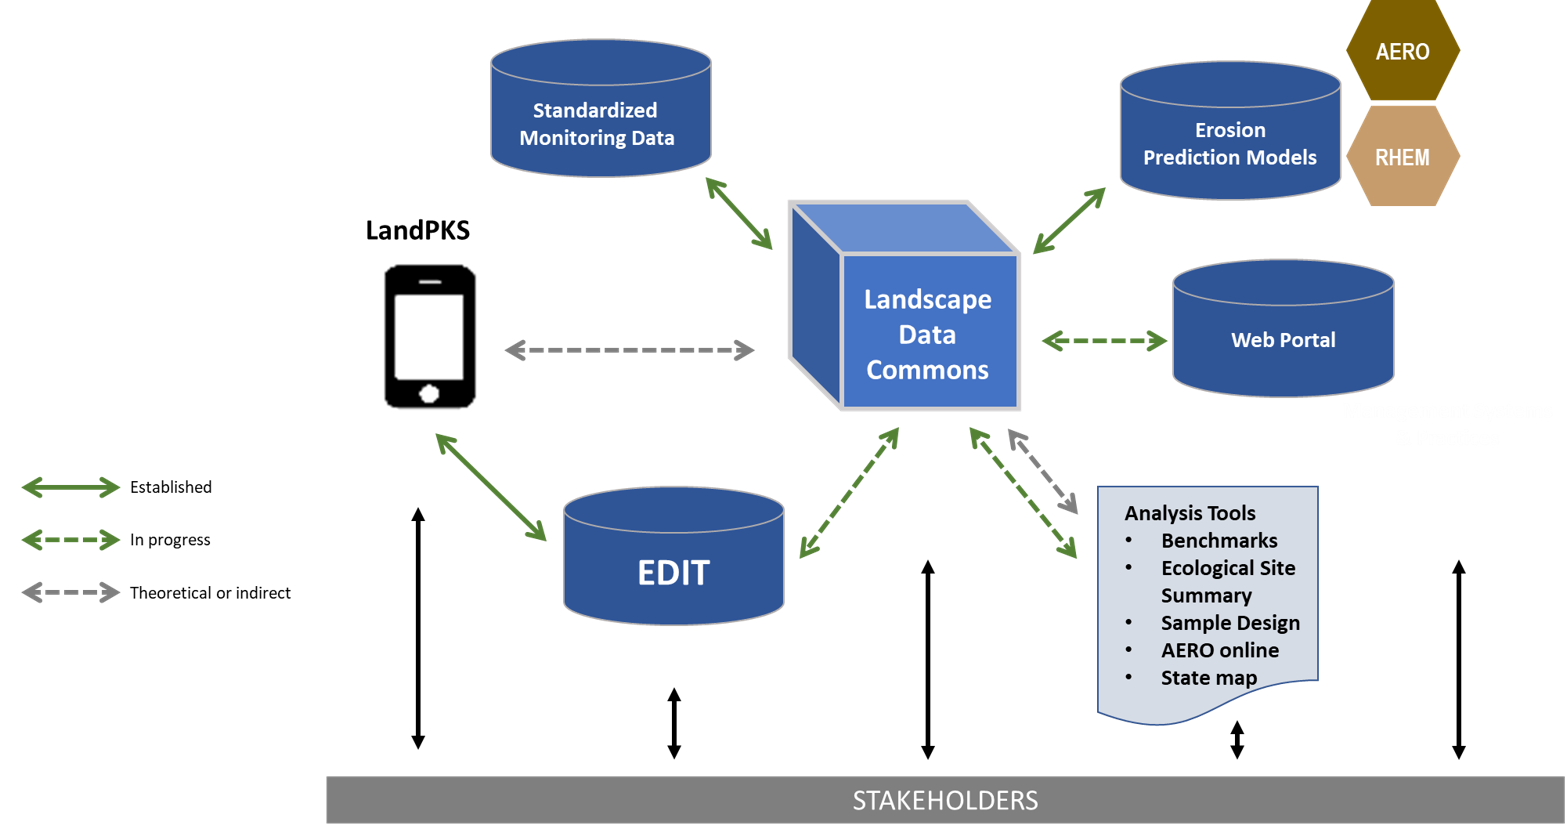 AERO
Standardized
Monitoring Data
Erosion
Prediction Models
RHEM
LandPKS
Landscape
Data
Commons
Web Portal
Established
In progress
Theoretical or indirect
EDIT
Analysis Tools
• Benchmarks
• Ecological Site
Summary
• Sample Design
• AERO online
• State map
STAKEHOLDERS